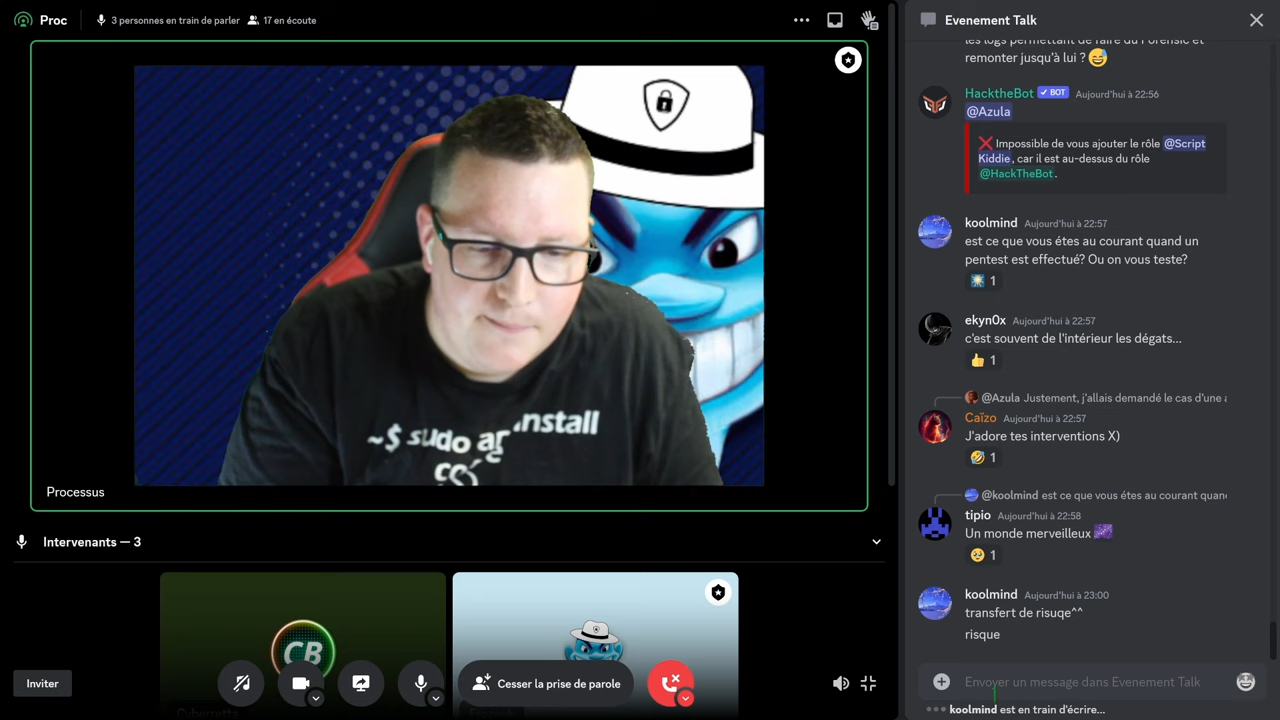 Proc
3 personnes en train de parler
17 en écoute
Evenement Talk
les logs permettant de faire du Forensic et
remonter jusqu'à lui ?
HacktheBot BOT Aujourd'hui à 22:56
@Azula
Impossible de vous ajouter le rôle @Script
Kiddie, car il est au-dessus du rôle
@HackTheBot.
koolmind Aujourd'hui à 22:57
est ce que vous étes au courant quand un
pentest est effectué? Ou on vous teste?
1
ekyn0x Aujourd'hui à 22:57
c'est souvent de l'intérieur les dégats...
1
@Azula Justement, j'allais demandé le cas d'une
Caïzo Aujourd'hui à 22:57
J'adore tes interventions X)
1
@koolmind est ce que vous étes au courant
tipio Aujourd'hui à 22:58
Un monde merveilleux
1
koolmind Aujourd'hui à 23:00
transfert de risuqe^^
risque
Envoyer un message dans Evenement Talk
koolmind est en train d'écrire...
~$ sudo
install
Processus
Intervenants — 3
CB
Inviter
Cesser la prise de parole